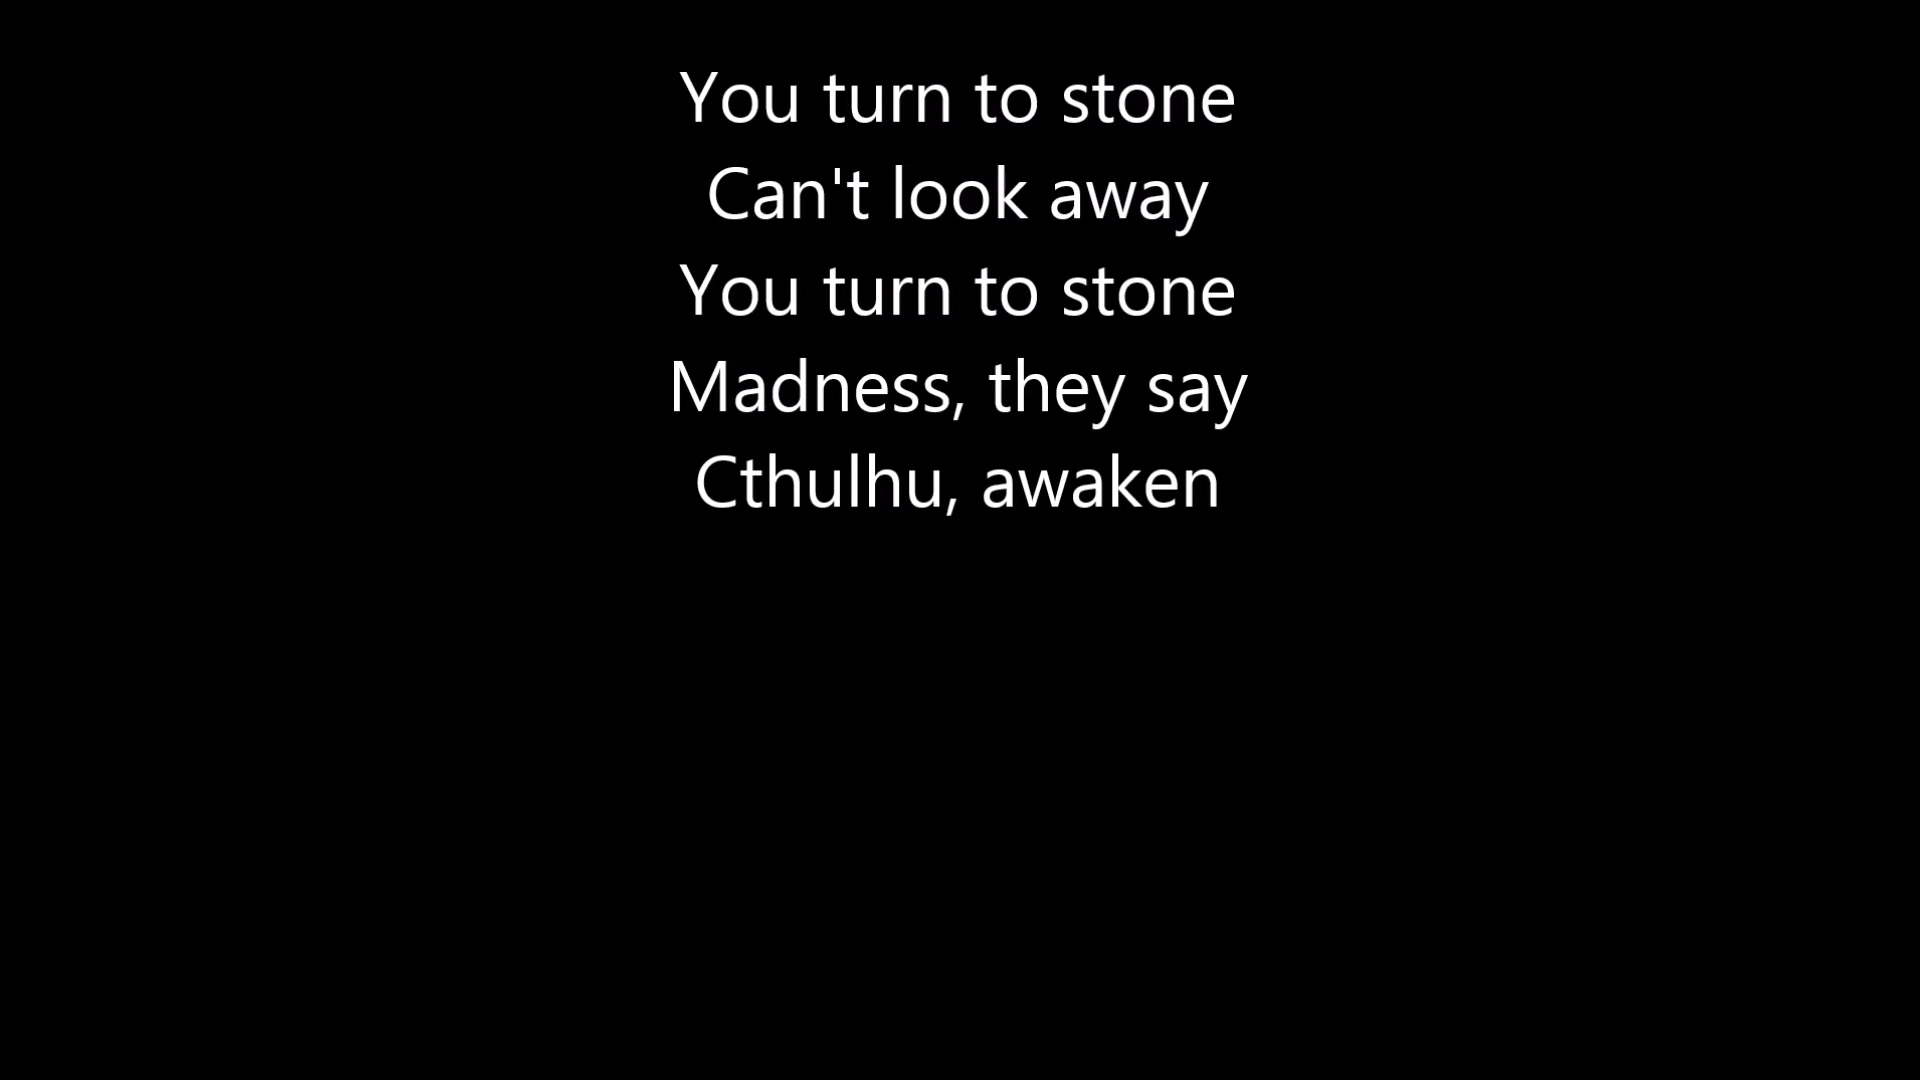 You turn to stone
Can't look away
You turn to stone
Madness, they say
Cthulhu, awaken